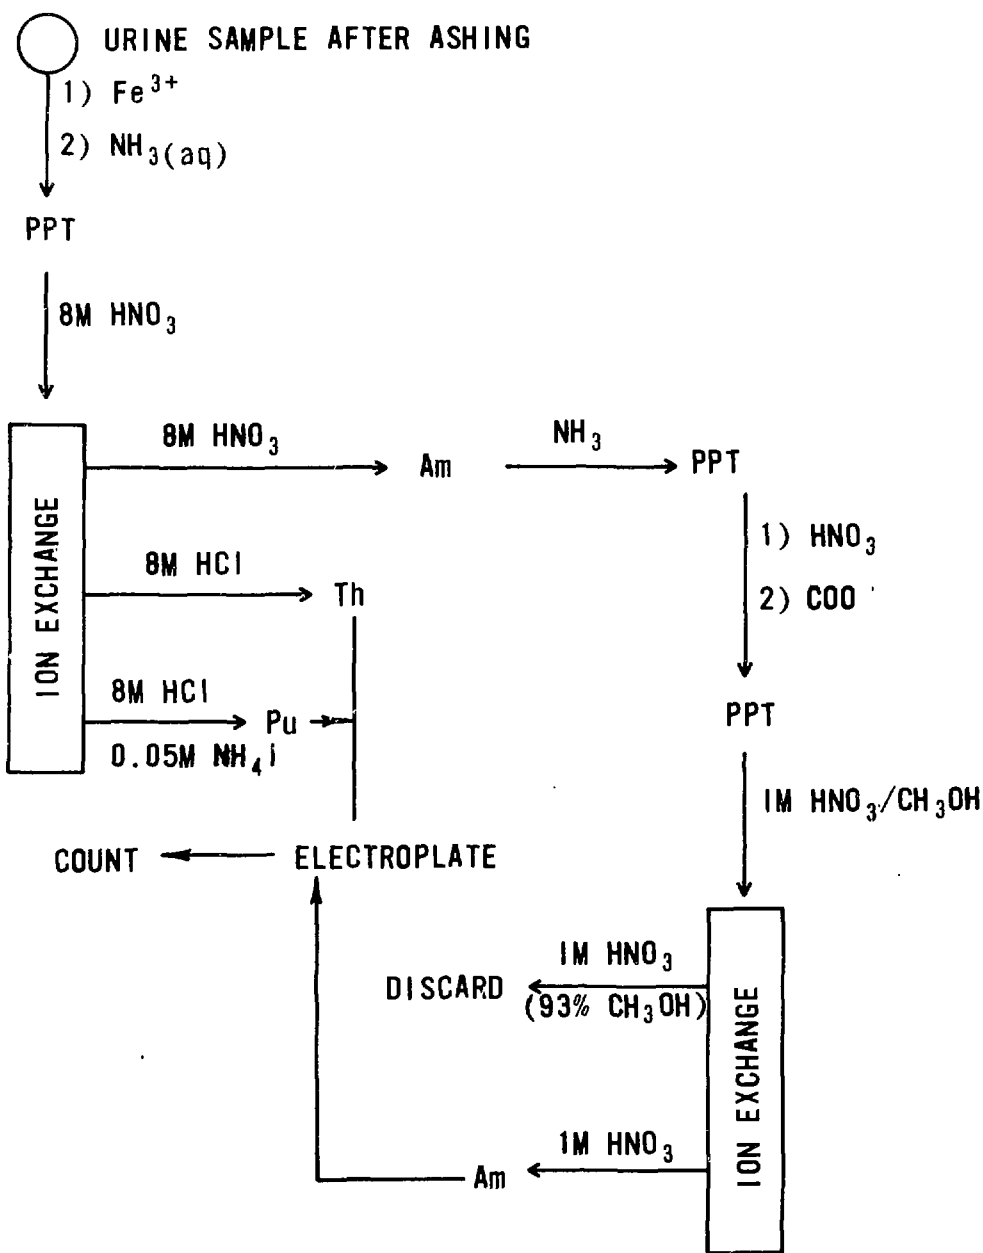 URINE SAMPLE AFTER ASHING
1) Fe³⁺
2) NH₃(aq)
PPT
8M HNO₃
ION EXCHANGE
8M HNO₃
Am
NH₃
PPT
1) HNO₃
2) COO
8M HCl
Th
8M HCl
0.05M NH₄I
Pu
PPT
1M HNO₃/CH₃OH
COUNT
ELECTROPLATE
ION EXCHANGE
1M HNO₃
(93% CH₃OH)
DISCARD
1M HNO₃
Am